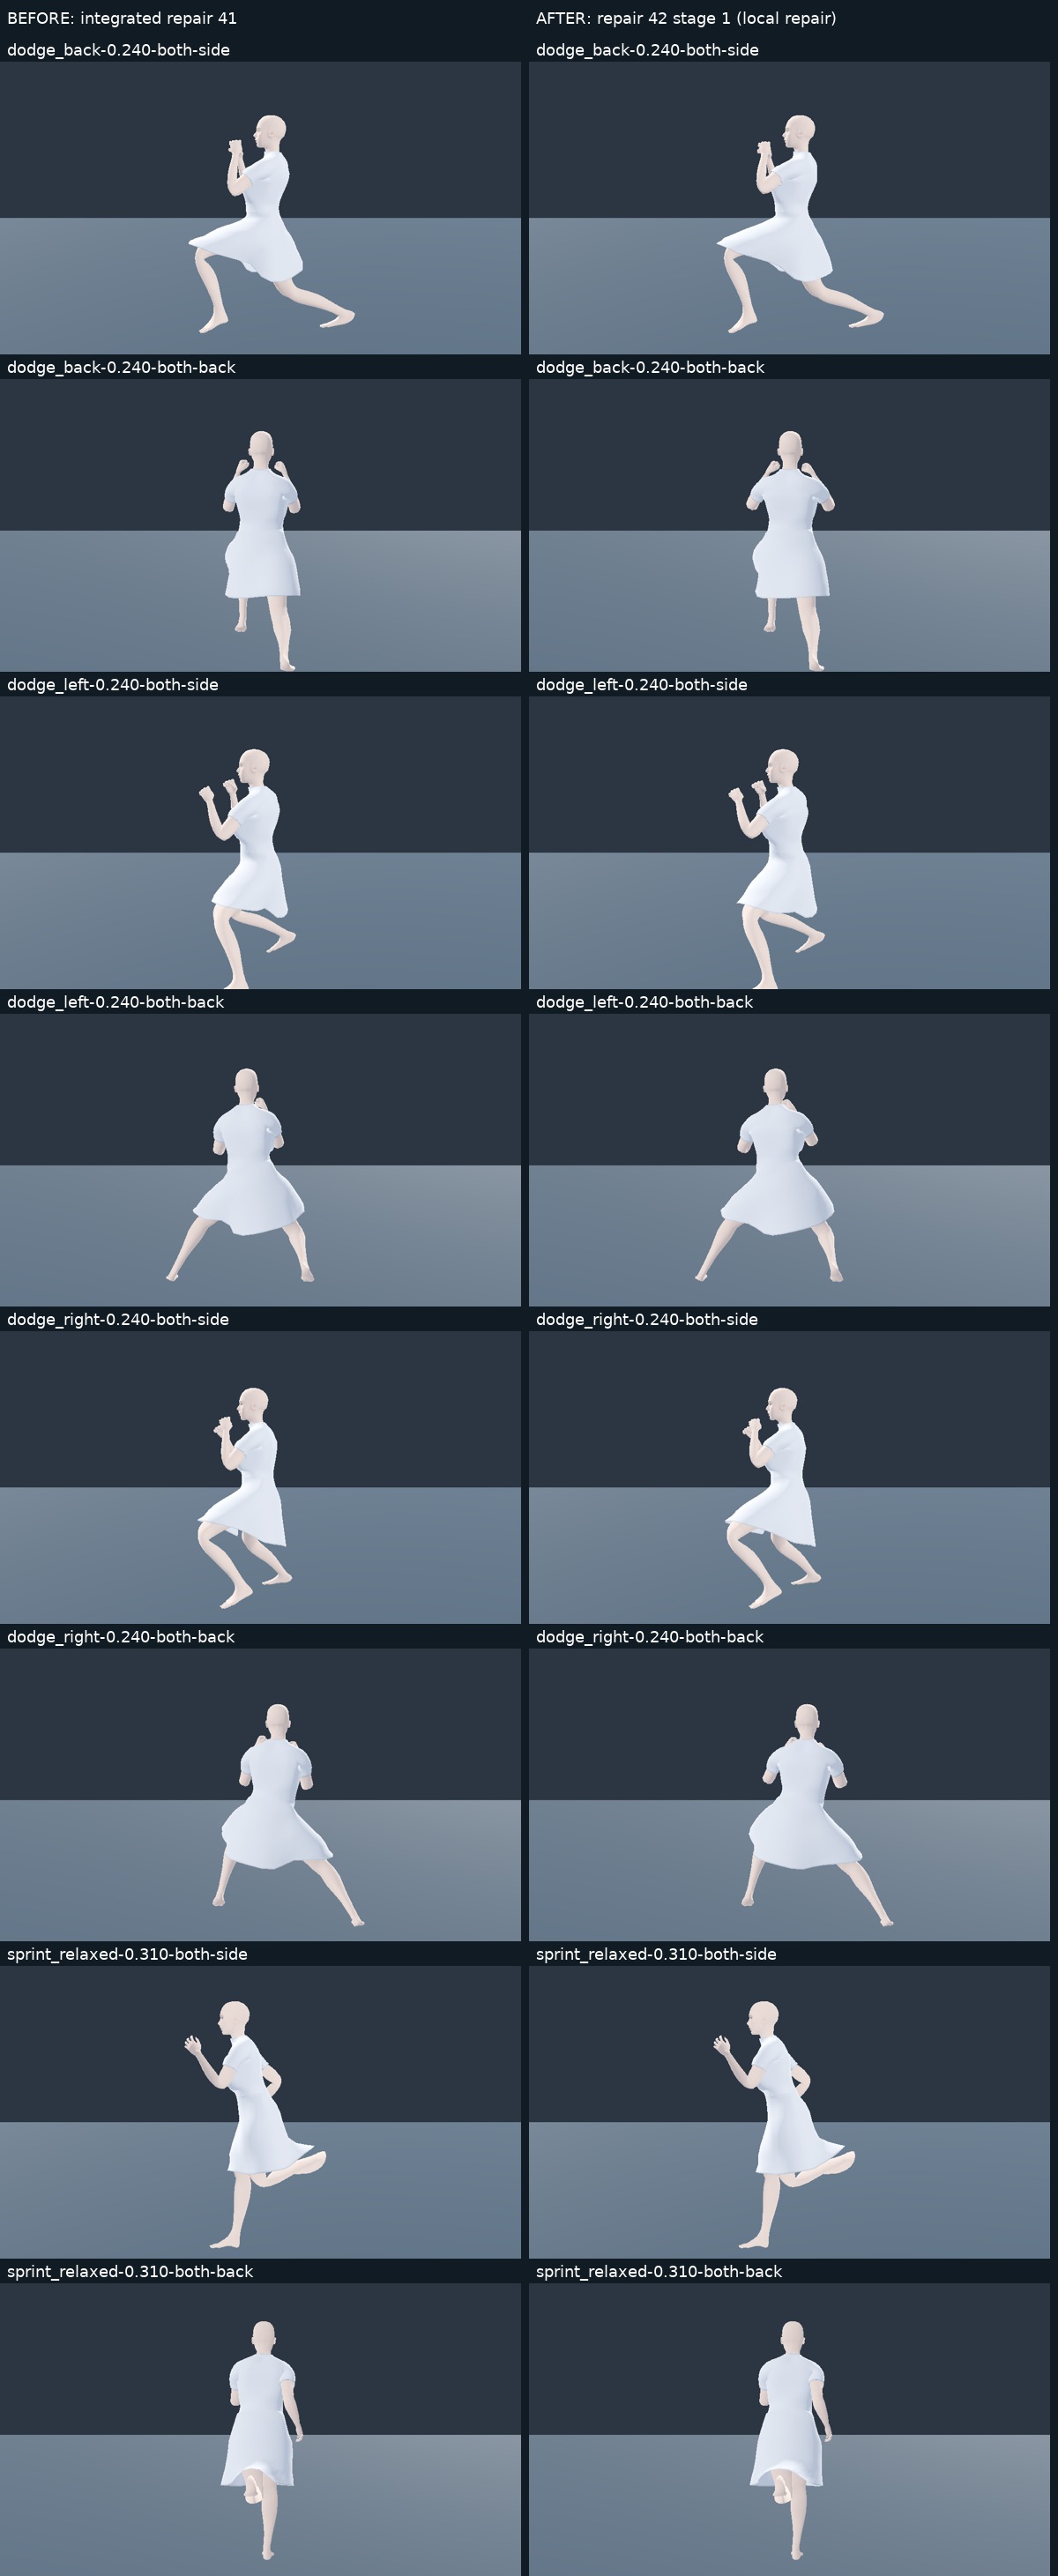 BEFORE: integrated repair 41
AFTER: repair 42 stage 1 (local repair)
dodge_back-0.240-both-side
dodge_back-0.240-both-side
dodge_back-0.240-both-back
dodge_back-0.240-both-back
dodge_left-0.240-both-side
dodge_left-0.240-both-side
dodge_left-0.240-both-back
dodge_left-0.240-both-back
dodge_right-0.240-both-side
dodge_right-0.240-both-side
dodge_right-0.240-both-back
dodge_right-0.240-both-back
sprint_relaxed-0.310-both-side
sprint_relaxed-0.310-both-side
sprint_relaxed-0.310-both-back
sprint_relaxed-0.310-both-back